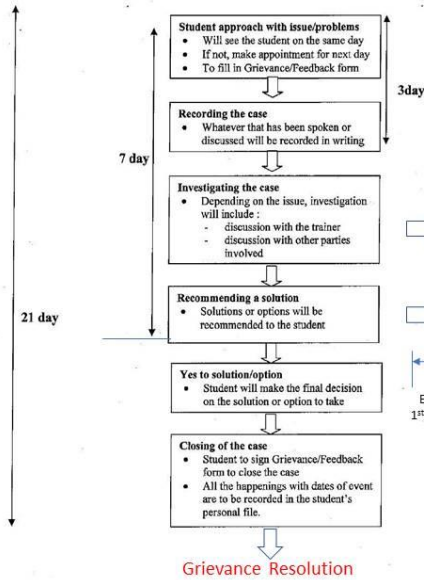 Student approach with issue/problems
• Will see the student on the same day
• If not, make appointment for next day
• To fill in Grievance/Feedback form
3day
Recording the case
• Whatever that has been spoken or
discussed will be recorded in writing
7 day
Investigating the case
• Depending on the issue, investigation
will include :
- discussion with the trainer
- discussion with other parties
involved
Recommending a solution
• Solutions or options will be
recommended to the student
21 day
Yes to solution/option
• Student will make the final decision
on the solution or option to take
E
1st
Closing of the case
• Student to sign Grievance/Feedback
form to close the case
• All the happenings with dates of event
are to be recorded in the student's
personal file.
Grievance Resolution